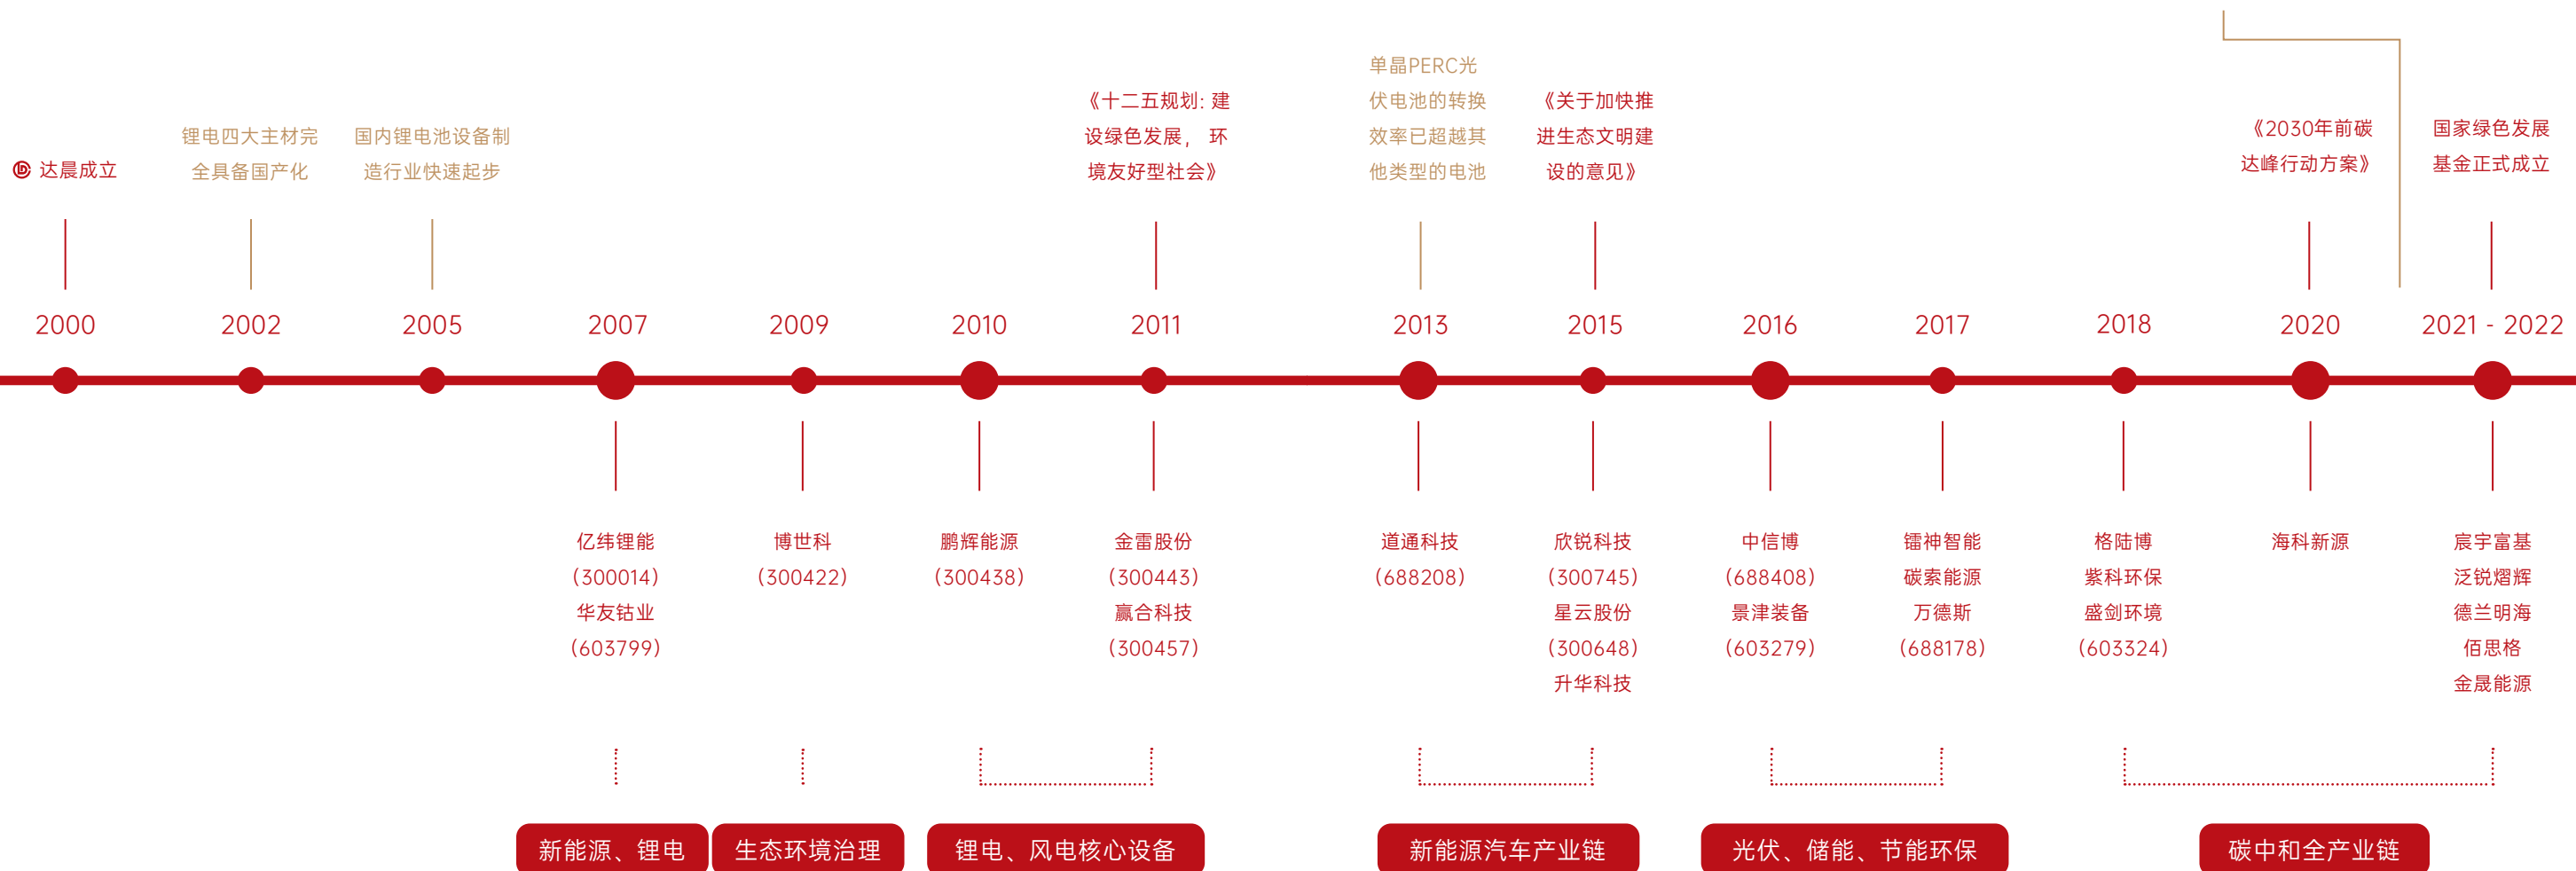 达晨成立
锂电四大主材完
全具备国产化
国内锂电池设备制
造行业快速起步
《十二五规划: 建
设绿色发展, 环
境友好型社会》
单晶PERC光
伏电池的转换
效率已超越其
他类型的电池
《关于加快推
进生态文明建
设的意见》
《2030年前碳
达峰行动方案》
国家绿色发展
基金正式成立
2000
2002
2005
2007
2009
2010
2011
2013
2015
2016
2017
2018
2020
2021 - 2022
亿纬锂能
(300014)
华友钴业
(603799)
博世科
(300422)
鹏辉能源
(300438)
金雷股份
(300443)
赢合科技
(300457)
道通科技
(688208)
欣锐科技
(300745)
星云股份
(300648)
升华科技
中信博
(688408)
景津装备
(603279)
镭神智能
碳索能源
万德斯
(688178)
格陆博
紫科环保
盛剑环境
(603324)
海科新源
宸宇富基
泛锐熠辉
德兰明海
佰思格
金晟能源
新能源、锂电
生态环境治理
锂电、风电核心设备
新能源汽车产业链
光伏、储能、节能环保
碳中和全产业链